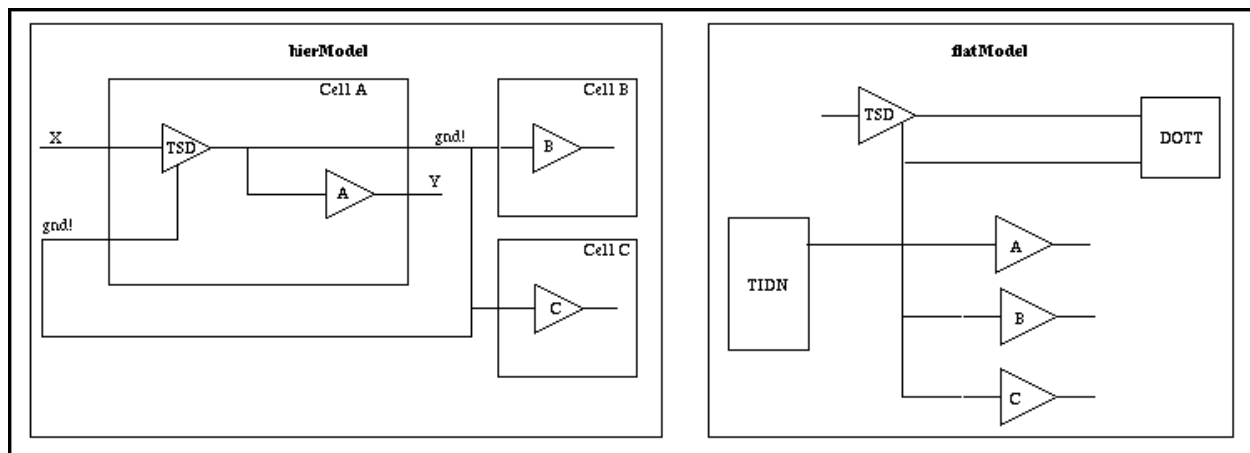 hierModel
Cell A
Cell B
X
TSD
gnd!
B
A
Y
gnd!
Cell C
C
flatModel
TSD
DOTT
TIDN
A
B
C